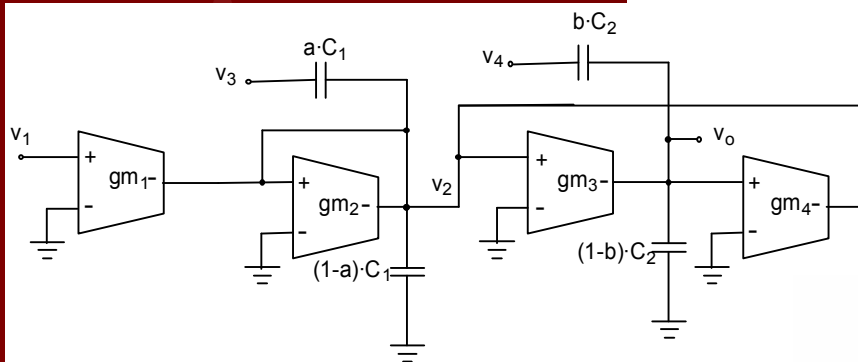 b·C₂
a·C₁
v₃
v₄
v₁
vₒ
+
gm₁-
-
+
gm₂-
-
v₂
+
gm₃-
-
+
gm₄-
-
(1-a)·C₁
(1-b)·C₂